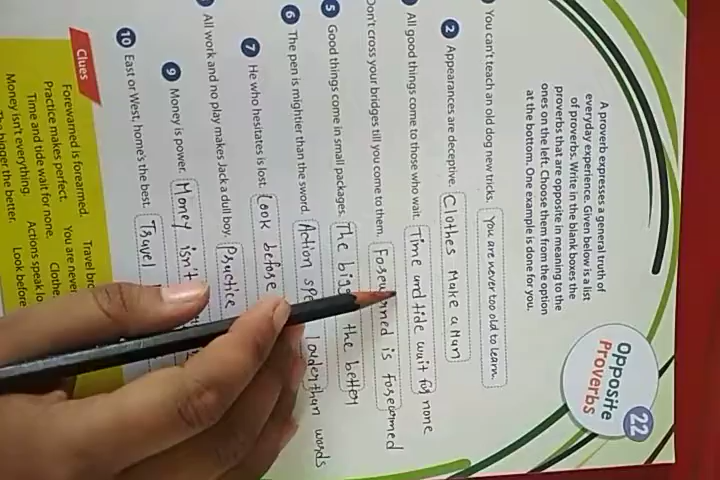 22
Opposite
Proverbs
A proverb expresses a general truth of
everyday experience. Given below is a list
of proverbs. Write in the blank boxes the
proverbs that are opposite in meaning to the
ones on the left. Choose them from the option
at the bottom. One example is done for you.
You can't teach an old dog new tricks. You are never too old to learn.
2 Appearances are deceptive. Clothes Make a Man
All good things come to those who wait. Time and tide wait for none
Don't cross your bridges till you come to them. Forewarned is forearmed
5 Good things come in small packages. The the better
6 The pen is mightier than the sword. Action louder than words
7 He who hesitates is lost. Look before
All work and no play makes Jack a dull boy. Practice
9 Money is power. Money isn't
10 East or West, home's the best. Travel
Clues
Forewarned is forearmed. Travel
Practice makes perfect. You are never
Time and tide wait for none. Clothe
Money isn't everything. Actions speak
The bigger the better. Look before